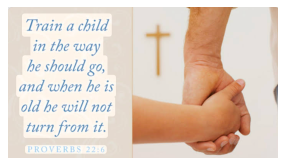 Train a child
in the way
he should go,
and when he is
old he will not
turn from it.
PROVERBS 22:6